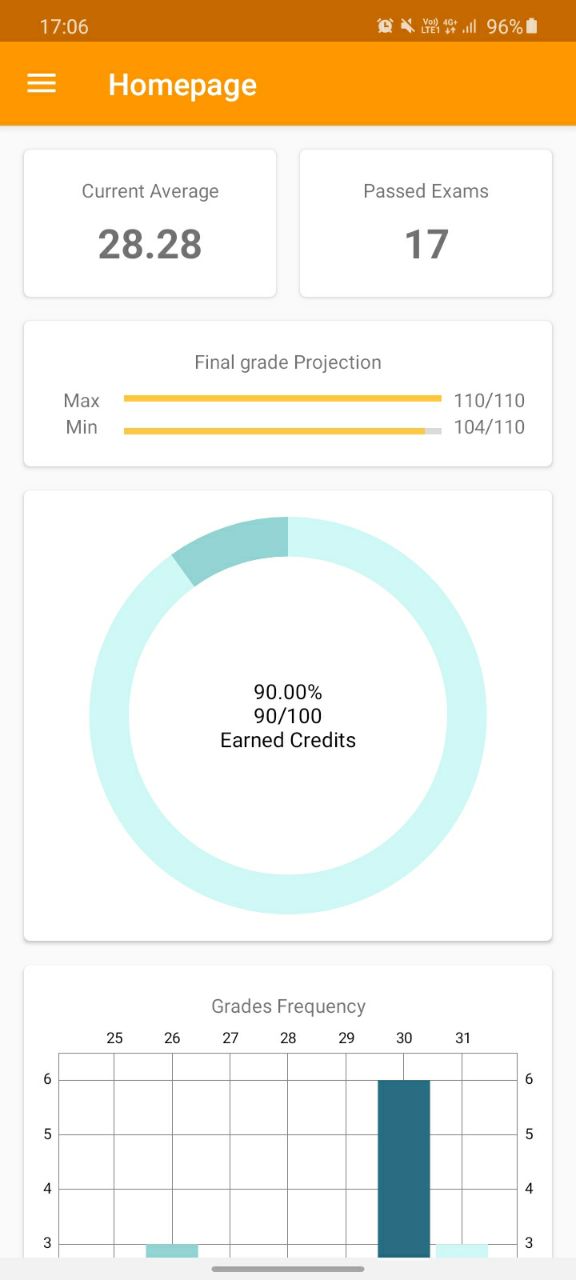 17:06 Vo)) LTE1 4G+ 96%
Homepage
Current Average
28.28
Passed Exams
17
Final grade Projection
Max 110/110
Min 104/110
90.00%
90/100
Earned Credits
Grades Frequency
25 26 27 28 29 30 31
6 6
5 5
4 4
3 3